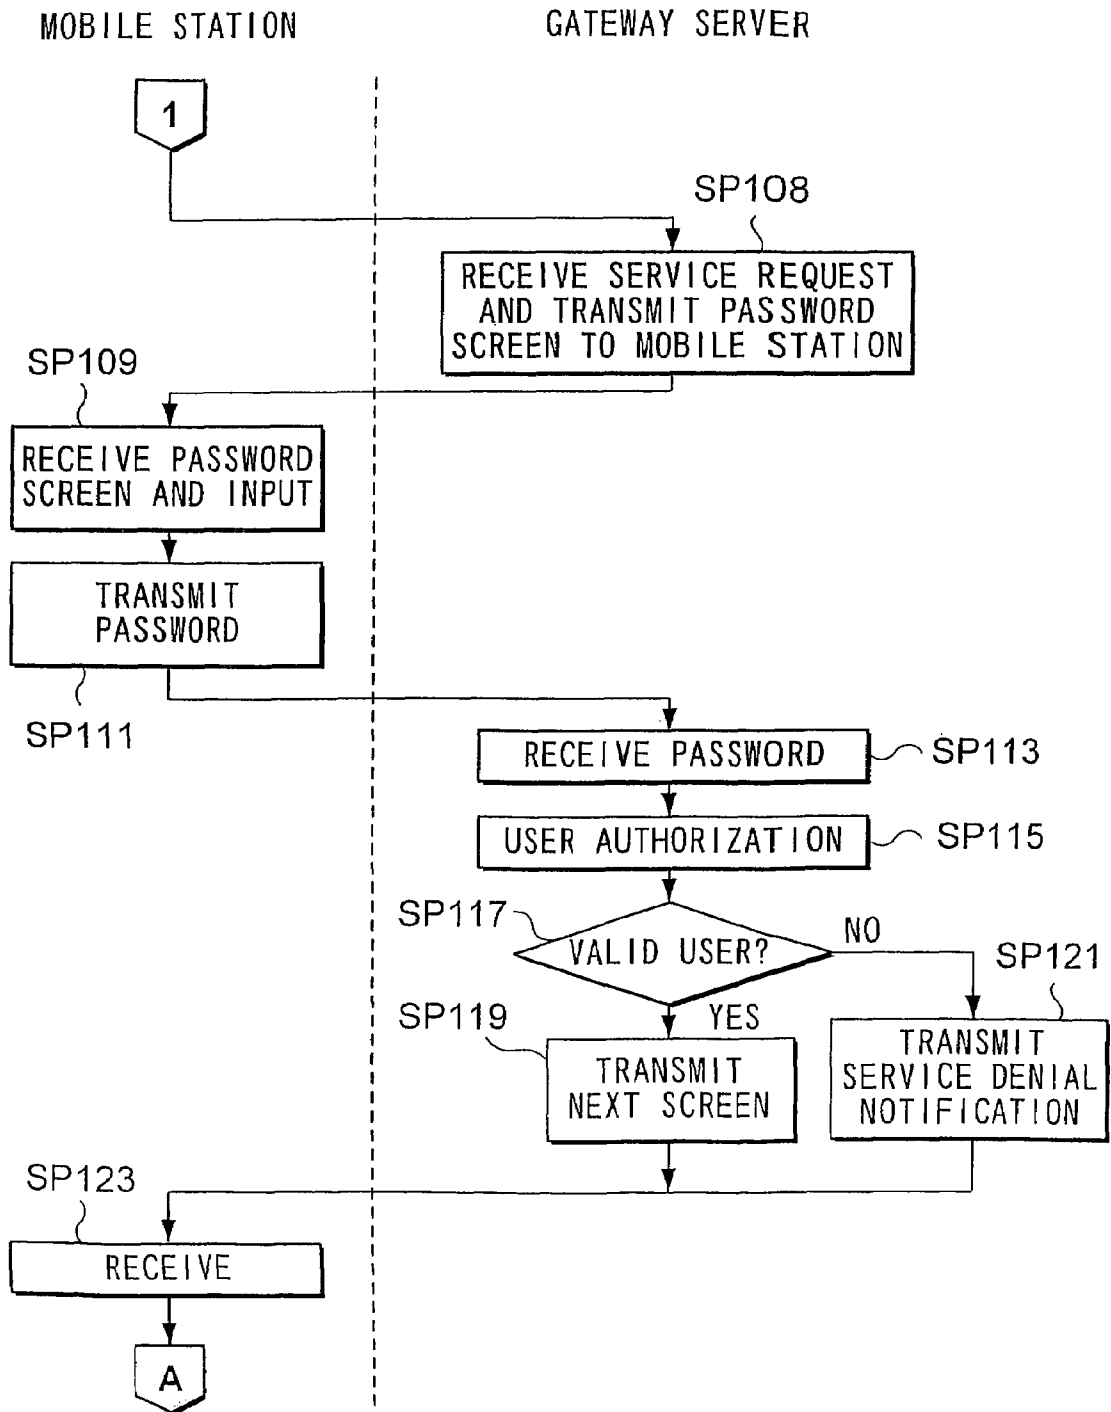 MOBILE STATION
GATEWAY SERVER
1
SP108
RECEIVE SERVICE REQUEST
AND TRANSMIT PASSWORD
SCREEN TO MOBILE STATION
SP109
RECEIVE PASSWORD
SCREEN AND INPUT
TRANSMIT
PASSWORD
SP111
RECEIVE PASSWORD
SP113
USER AUTHORIZATION
SP115
SP117
VALID USER?
NO
SP121
YES
SP119
TRANSMIT
NEXT SCREEN
TRANSMIT
SERVICE DENIAL
NOTIFICATION
SP123
RECEIVE
A